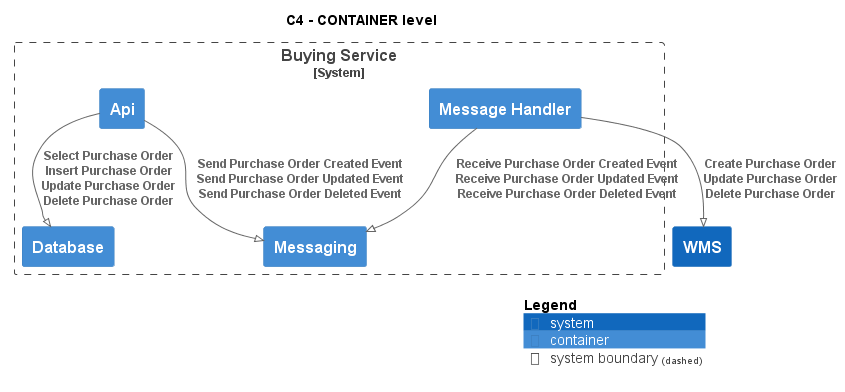 C4 - CONTAINER level
Buying Service
[System]
Api
Message Handler
Select Purchase Order
Insert Purchase Order
Update Purchase Order
Delete Purchase Order
Send Purchase Order Created Event
Send Purchase Order Updated Event
Send Purchase Order Deleted Event
Receive Purchase Order Created Event
Receive Purchase Order Updated Event
Receive Purchase Order Deleted Event
Create Purchase Order
Update Purchase Order
Delete Purchase Order
Database
Messaging
WMS
Legend
system
container
system boundary (dashed)